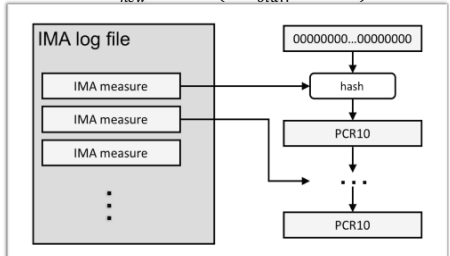 IMA log file
IMA measure
IMA measure
IMA measure
00000000...00000000
hash
PCR10
...
PCR10